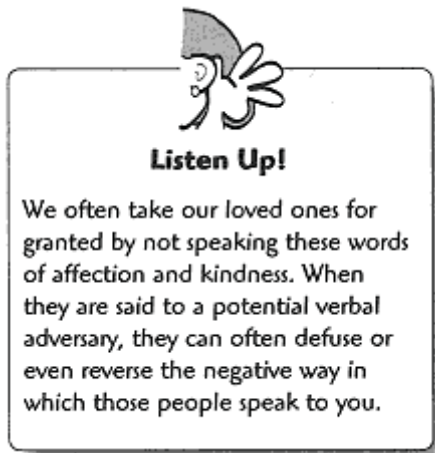 Listen Up!
We often take our loved ones for
granted by not speaking these words
of affection and kindness. When
they are said to a potential verbal
adversary, they can often defuse or
even reverse the negative way in
which those people speak to you.